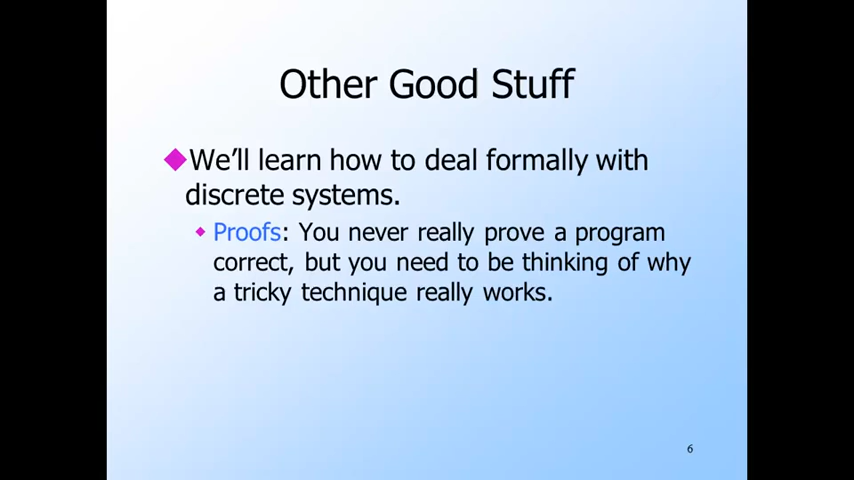 Other Good Stuff
We’ll learn how to deal formally with
discrete systems.
Proofs: You never really prove a program
correct, but you need to be thinking of why
a tricky technique really works.
6